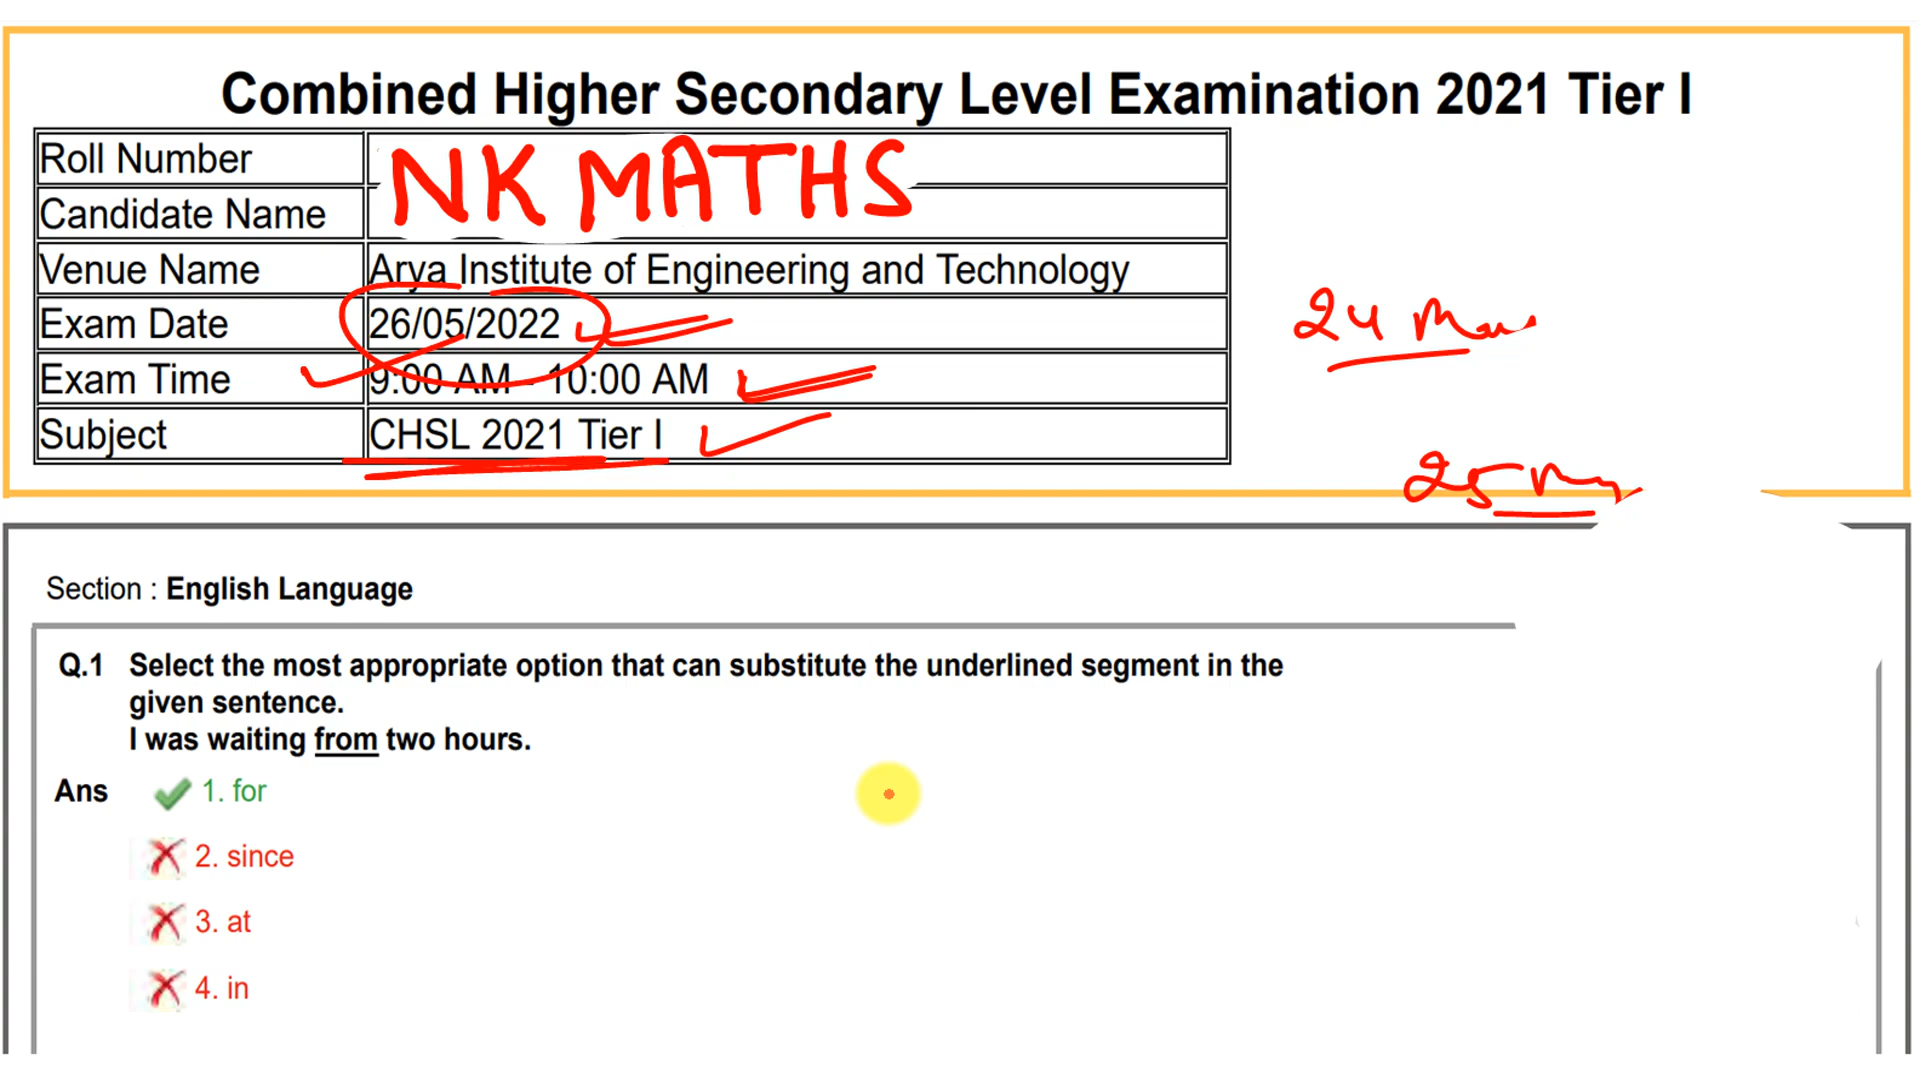 Combined Higher Secondary Level Examination 2021 Tier I
Roll Number
NK MATHS
Candidate Name
Venue Name Arya Institute of Engineering and Technology
Exam Date 26/05/2022
24 May
Exam Time 9:00 AM - 10:00 AM
Subject CHSL 2021 Tier I
25 May
Section : English Language
Q.1 Select the most appropriate option that can substitute the underlined segment in the
given sentence.
I was waiting from two hours.
Ans 1. for
2. since
3. at
4. in